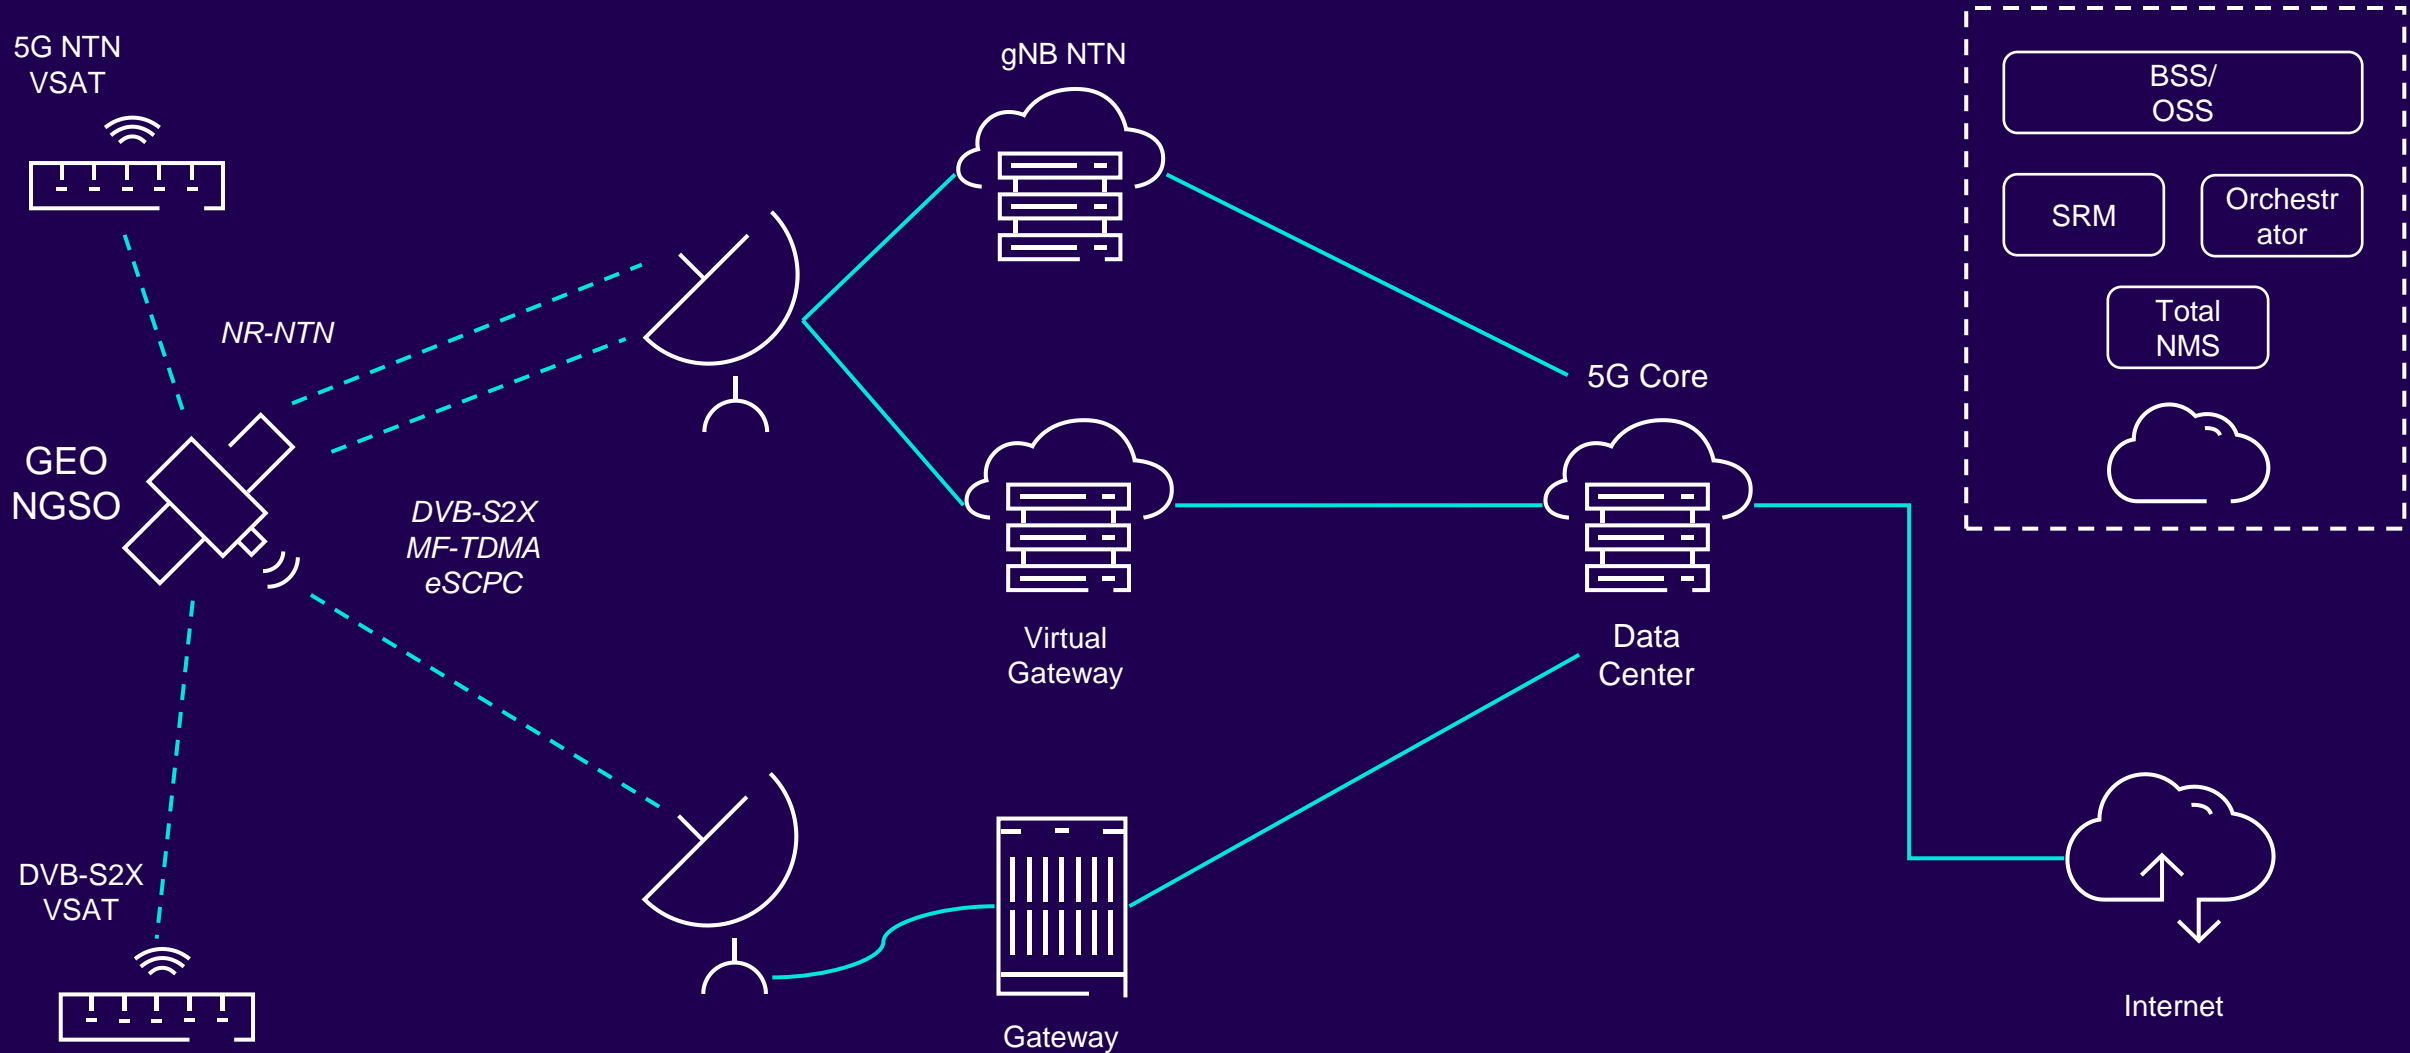 5G NTN
VSAT
gNB NTN
BSS/
OSS
SRM
Orchestr
ator
Total
NMS
NR-NTN
5G Core
GEO
NGSO
DVB-S2X
MF-TDMA
eSCPC
Virtual
Gateway
Data
Center
DVB-S2X
VSAT
Gateway
Internet